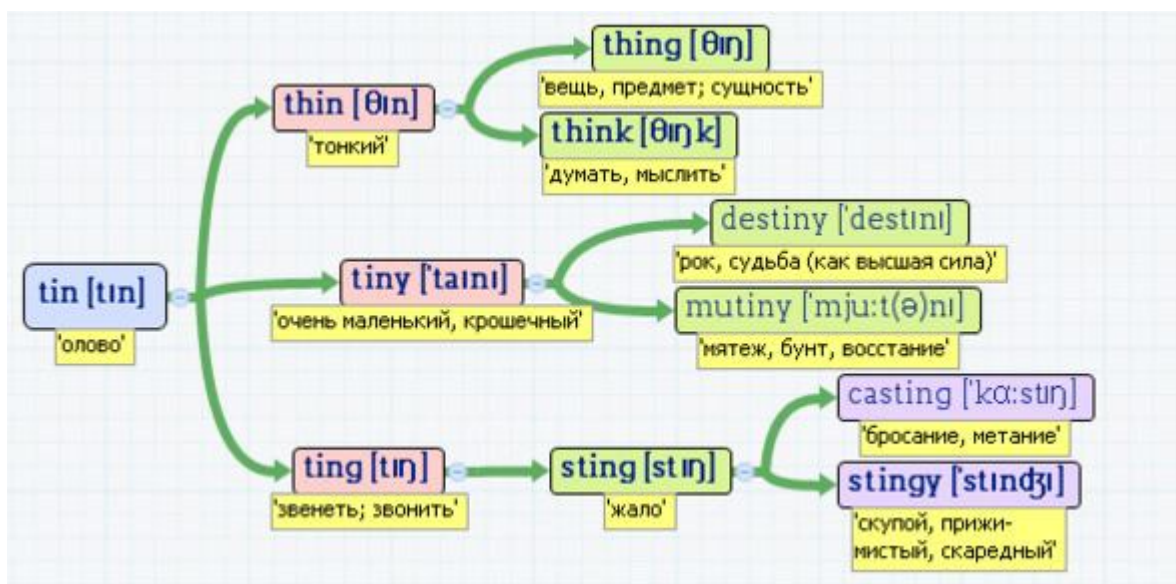 thing [θɪŋ]
'вещь, предмет; сущность'
thin [θɪn]
'тонкий'
think [θɪŋk]
'думать, мыслить'
destiny ['destɪnɪ]
'рок, судьба (как высшая сила)'
tin [tɪn]
'олово'
tiny ['taɪnɪ]
'очень маленький, крошечный'
mutiny ['mju:t(ə)nɪ]
'мятеж, бунт, восстание'
casting ['kɑ:stɪŋ]
'бросание, метание'
ting [tɪŋ]
'звенеть; звонить'
sting [stɪŋ]
'жало'
stingy ['stɪnʤɪ]
'скупой, прижи-
мистый, скаредный'